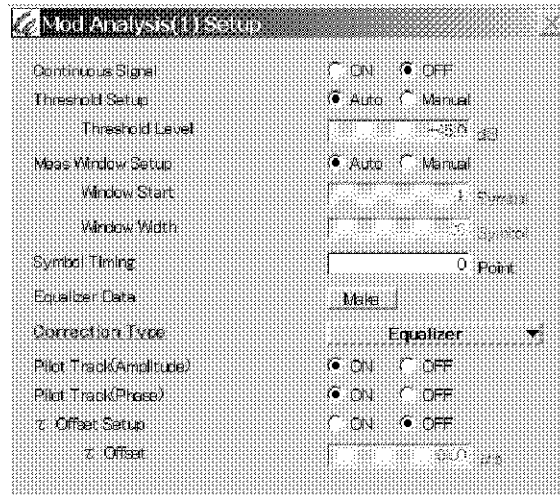 Mod Analysis(1) Setup
Continuous Signal ON OFF
Threshold Setup Auto Manual
Threshold Level dB
Meas Window Setup Auto Manual
Window Start 1 Symbol
Window Width Symbol
Symbol Timing 0 Point
Equalizer Data Make
Correction Type Equalizer
Pilot Track(Amplitude) ON OFF
Pilot Track(Phase) ON OFF
τ Offset Setup ON OFF
τ Offset